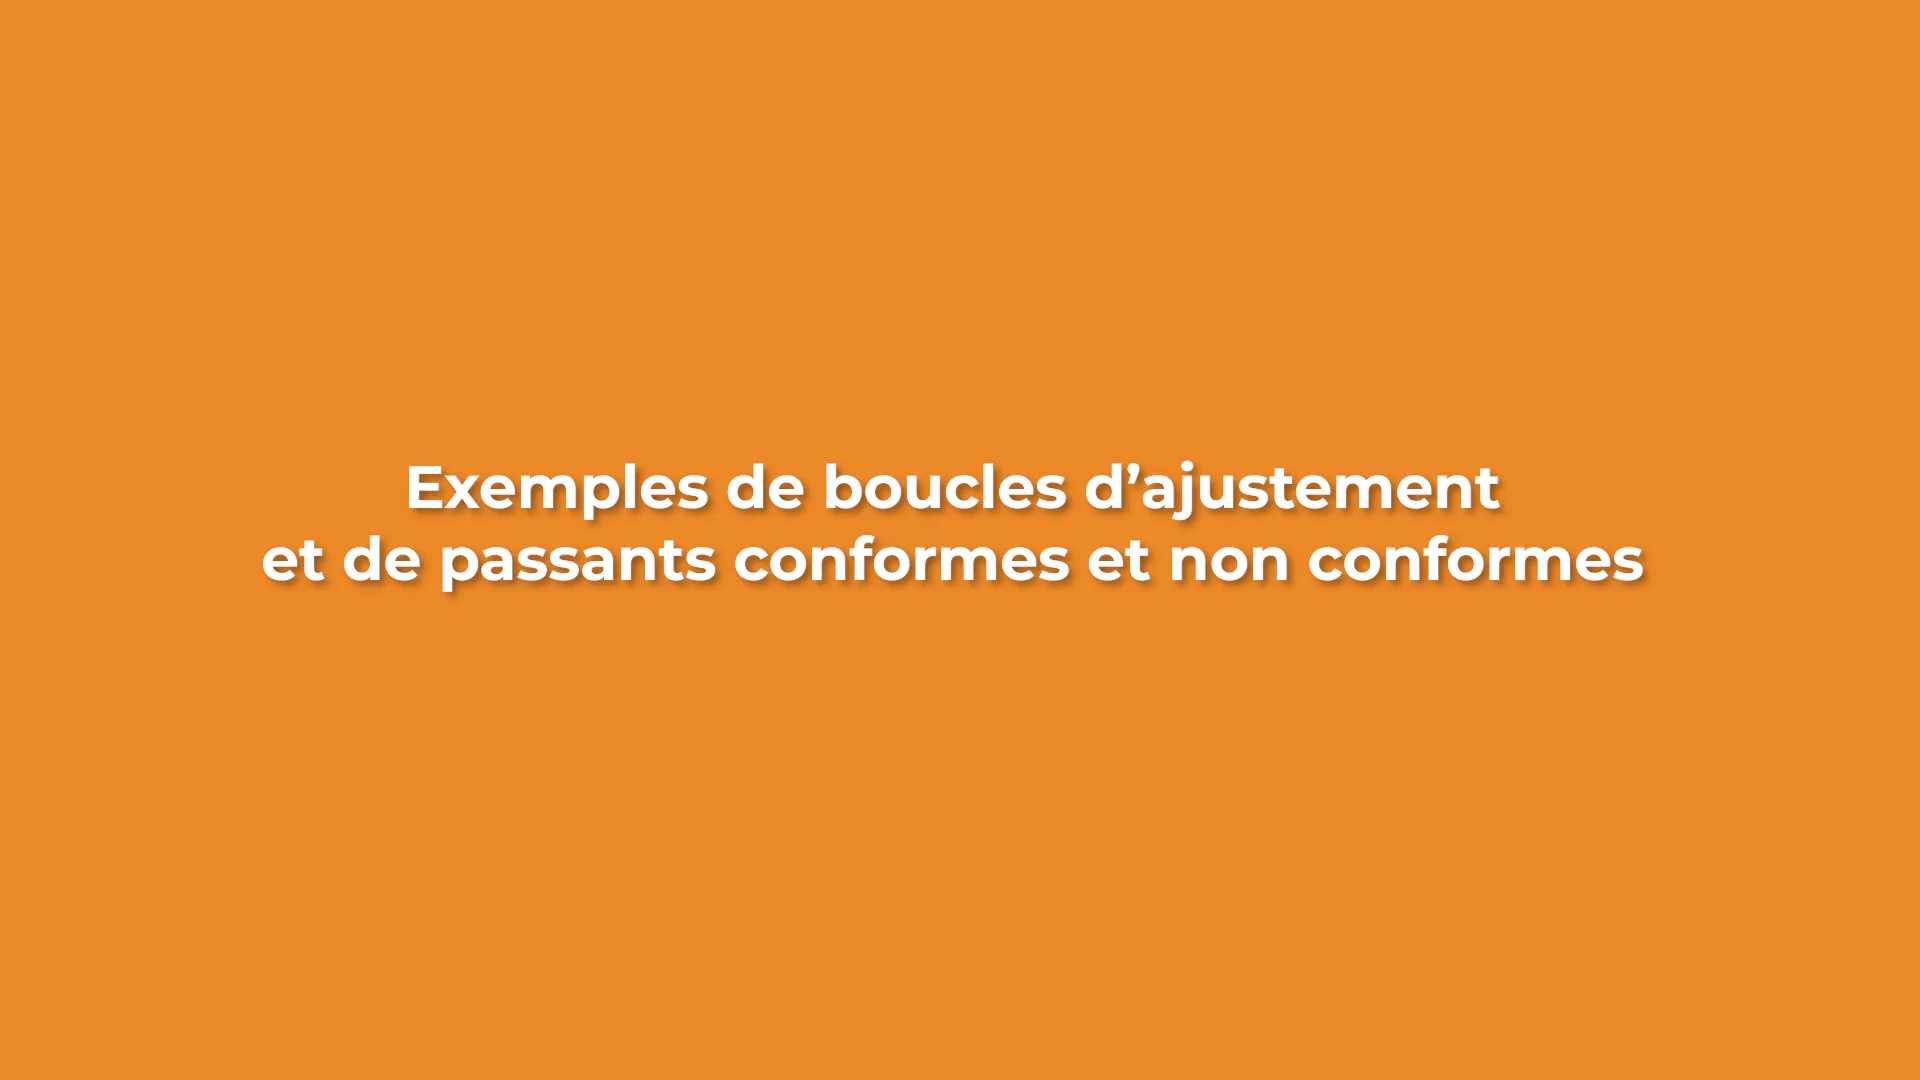 Exemples de boucles d’ajustement
et de passants conformes et non conformes